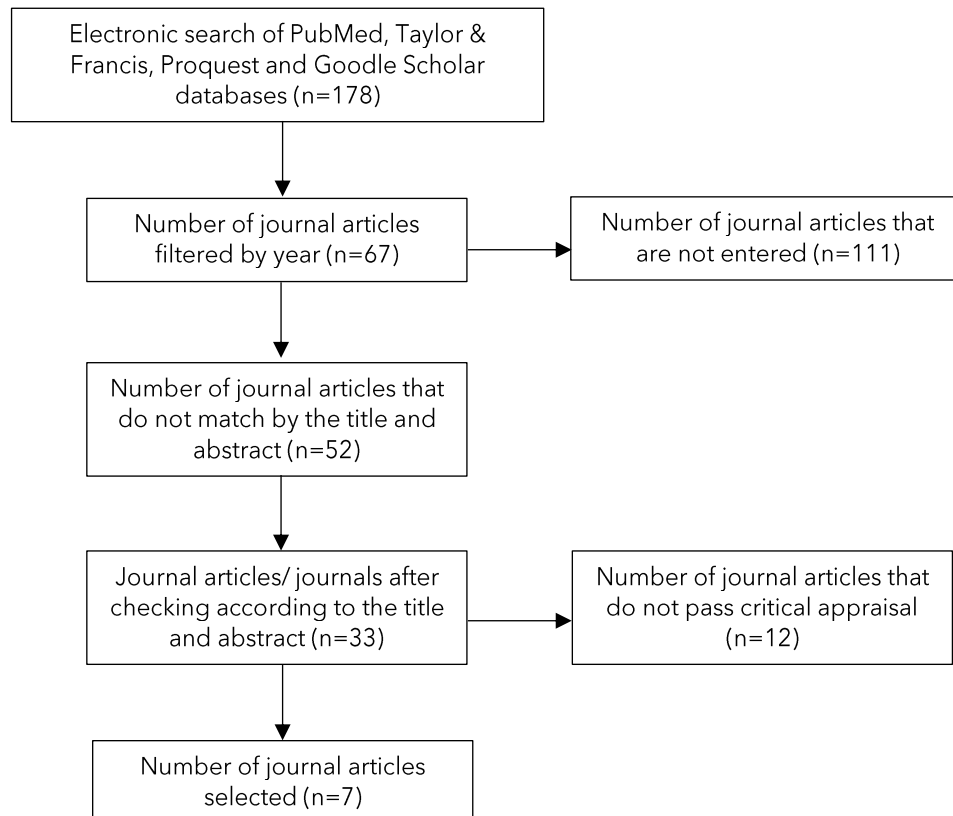 Electronic search of PubMed, Taylor &
Francis, Proquest and Goodle Scholar
databases (n=178)
Number of journal articles
filtered by year (n=67)
Number of journal articles that
are not entered (n=111)
Number of journal articles that
do not match by the title and
abstract (n=52)
Journal articles/ journals after
checking according to the title
and abstract (n=33)
Number of journal articles that
do not pass critical appraisal
(n=12)
Number of journal articles
selected (n=7)